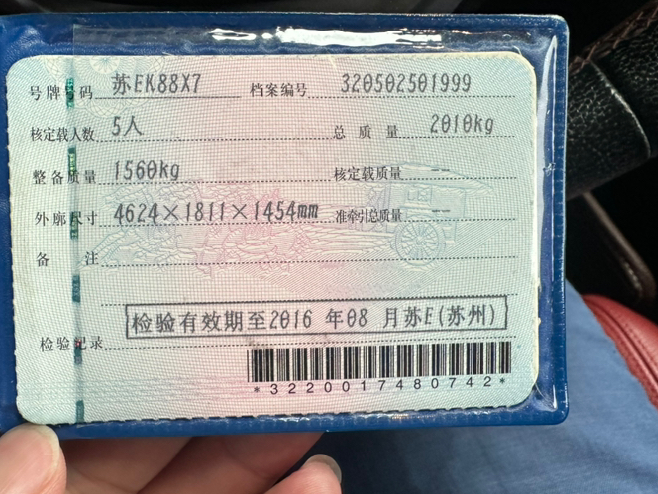 号牌号码 苏EK88X7 档案编号 320502501999
核定载人数 5人 总质量 2010kg
整备质量 1560kg 核定载质量 --
外廓尺寸 4624×1811×1454mm 准牵引总质量 --
备注
检验有效期至2016 年08 月苏E(苏州)
检验记录
*3220017480742*